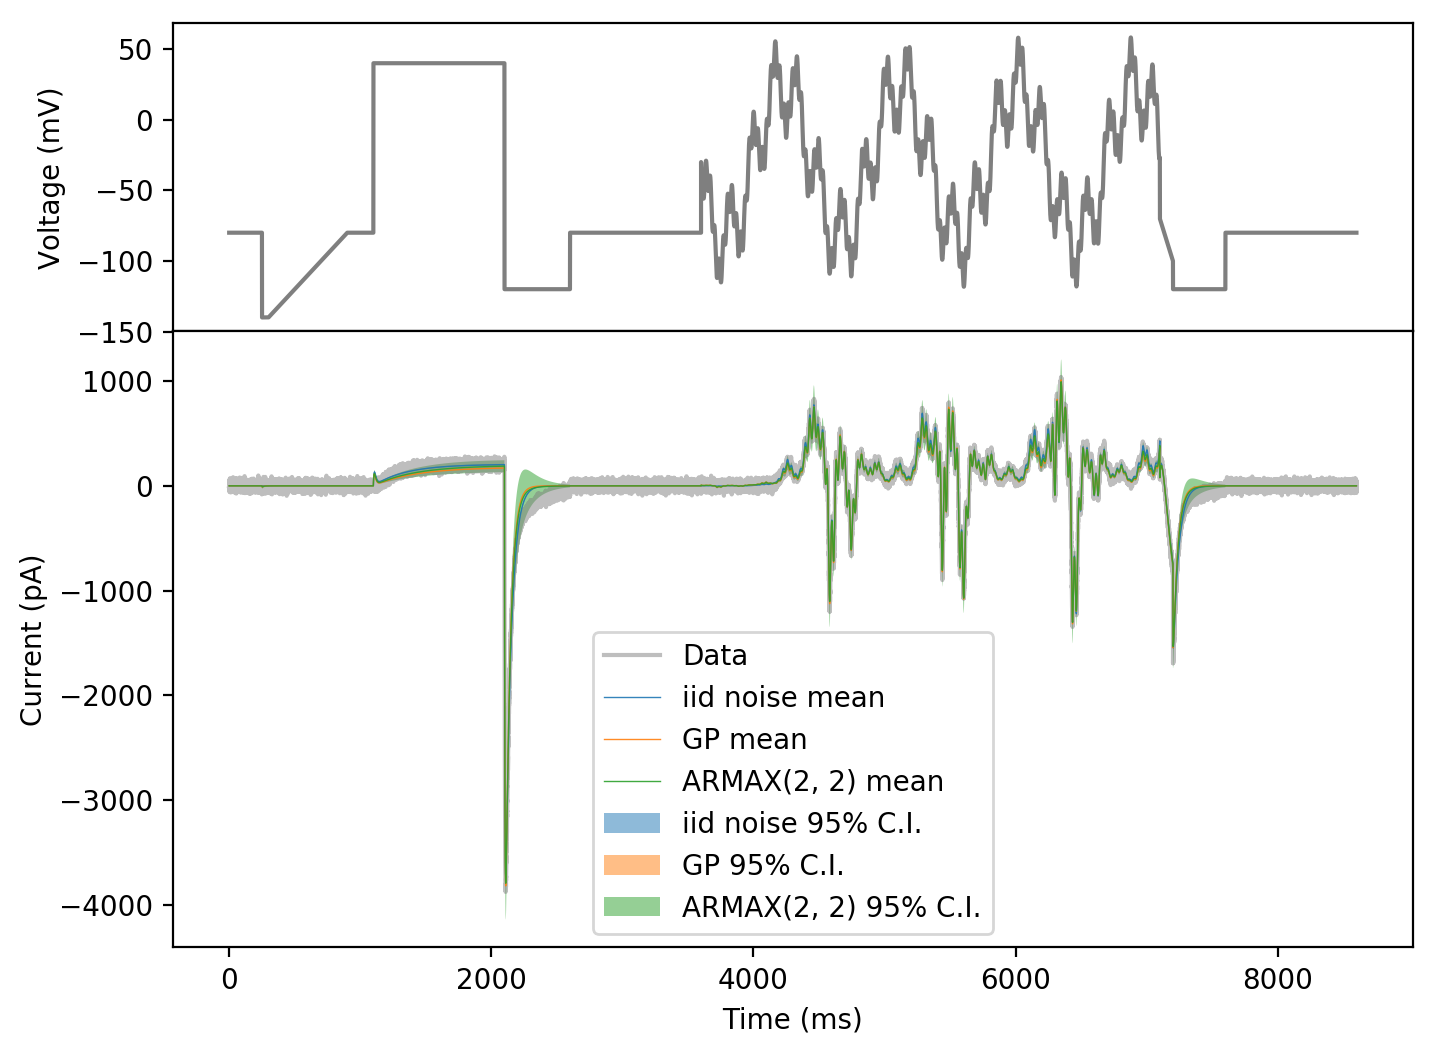 50
0
−50
−100
−150
Voltage (mV)
1000
0
−1000
−2000
−3000
−4000
Current (pA)
Data
iid noise mean
GP mean
ARMAX(2, 2) mean
iid noise 95% C.I.
GP 95% C.I.
ARMAX(2, 2) 95% C.I.
0 2000 4000 6000 8000
Time (ms)